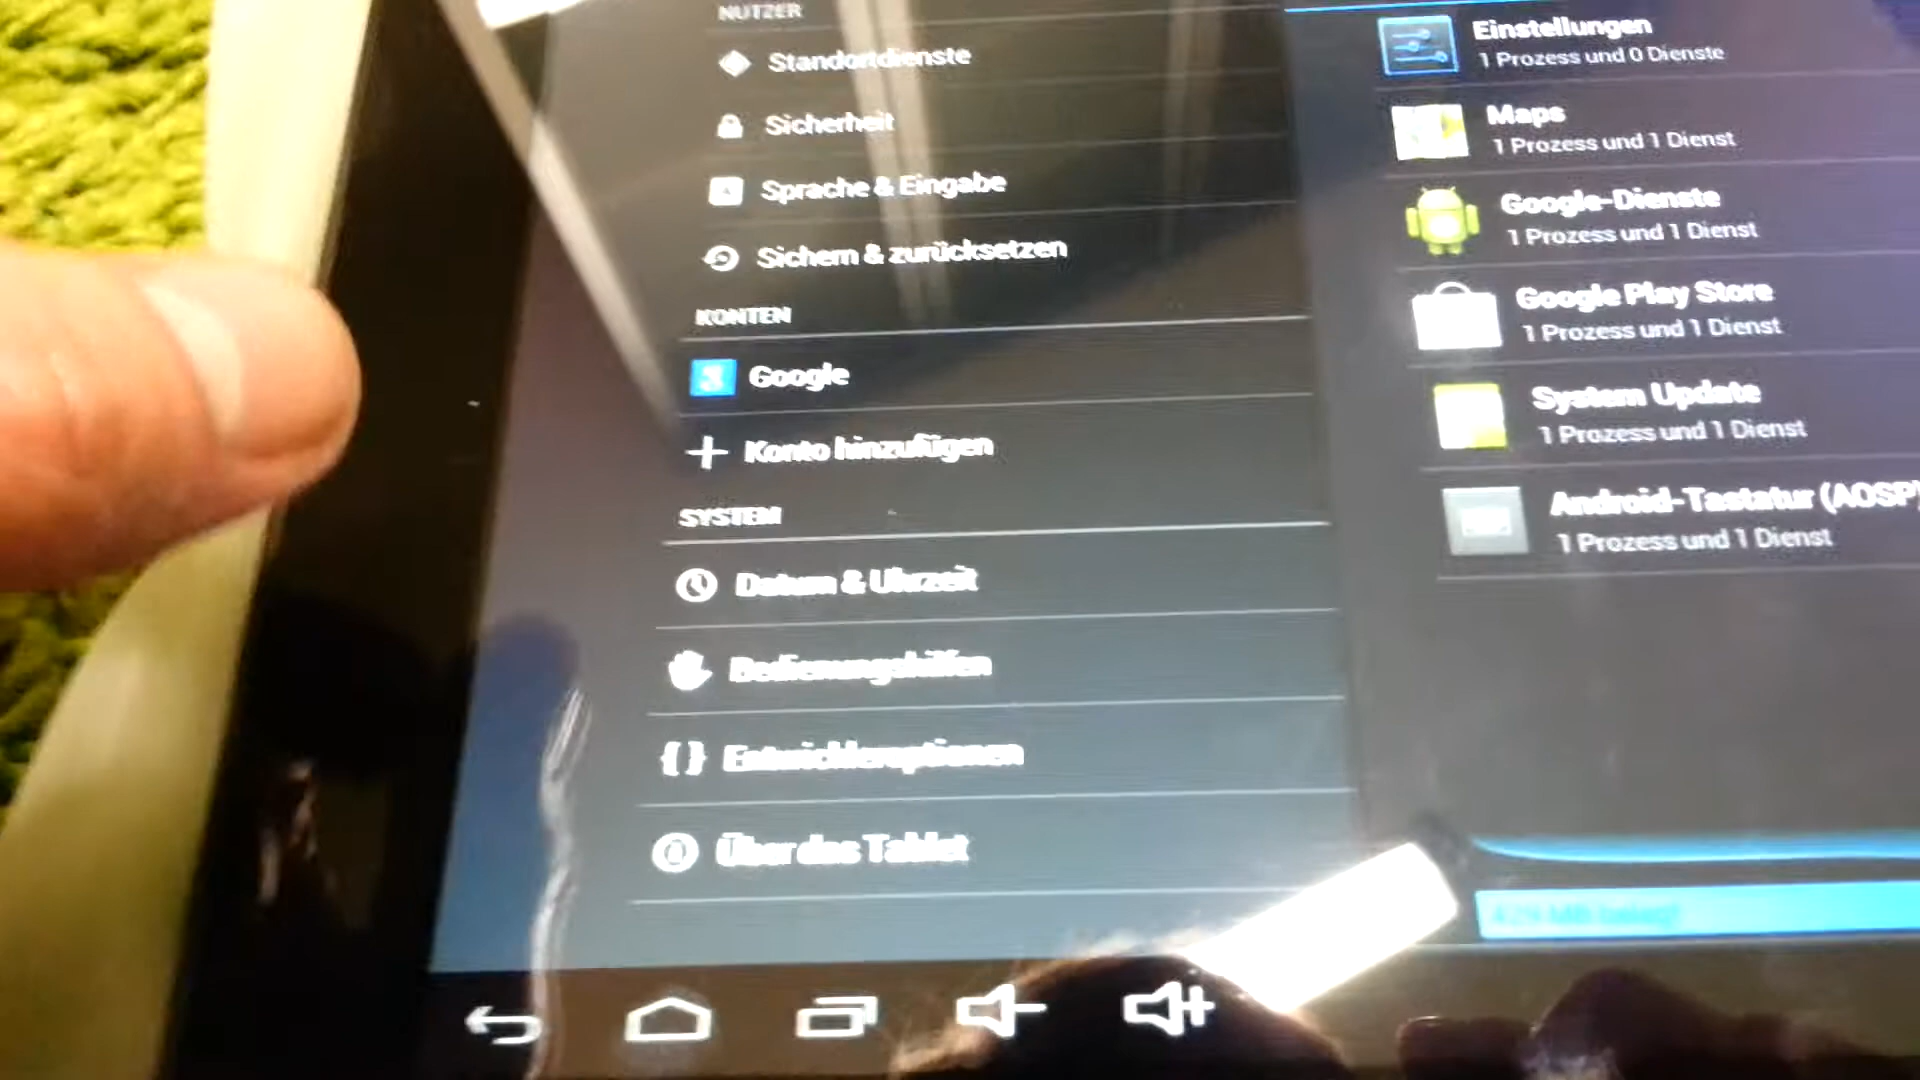 NUTZER
Standortdienste
Sicherheit
Sprache & Eingabe
Sichern & zurücksetzen
KONTEN
Google
Konto hinzufügen
SYSTEM
Datum & Uhrzeit
Bedienungshilfen
{ } Entwickleroptionen
Über das Tablet
Einstellungen
1 Prozess und 0 Dienste
Maps
1 Prozess und 1 Dienst
Google-Dienste
1 Prozess und 1 Dienst
Google Play Store
1 Prozess und 1 Dienst
System Update
1 Prozess und 1 Dienst
Android-Tastatur (AOSP)
1 Prozess und 1 Dienst
MB belegt